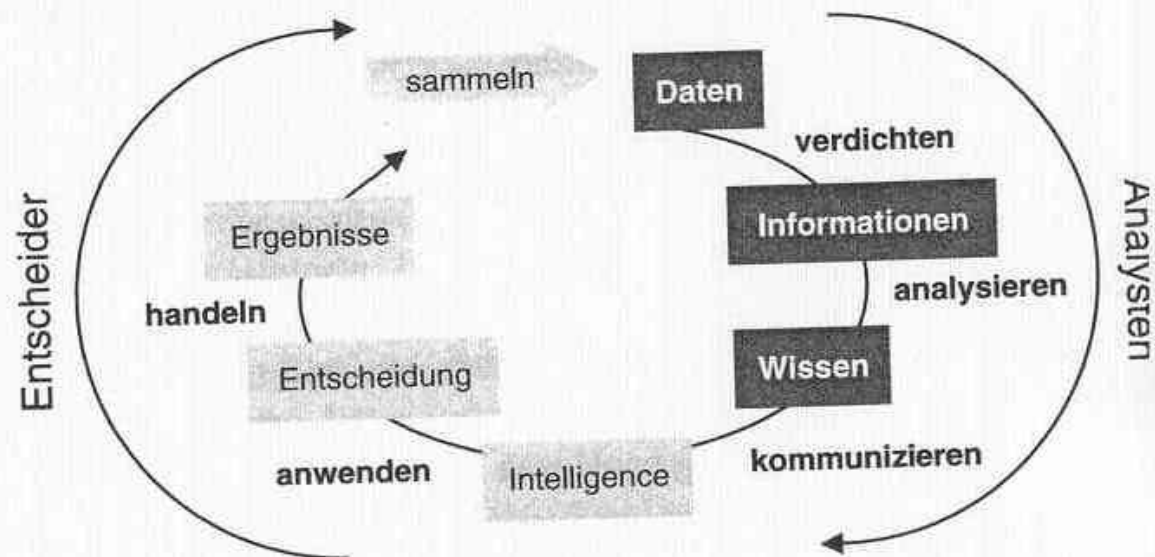 sammeln
Daten
verdichten
Informationen
analysieren
Wissen
kommunizieren
Intelligence
anwenden
Entscheidung
handeln
Ergebnisse
Entscheider
Analysten